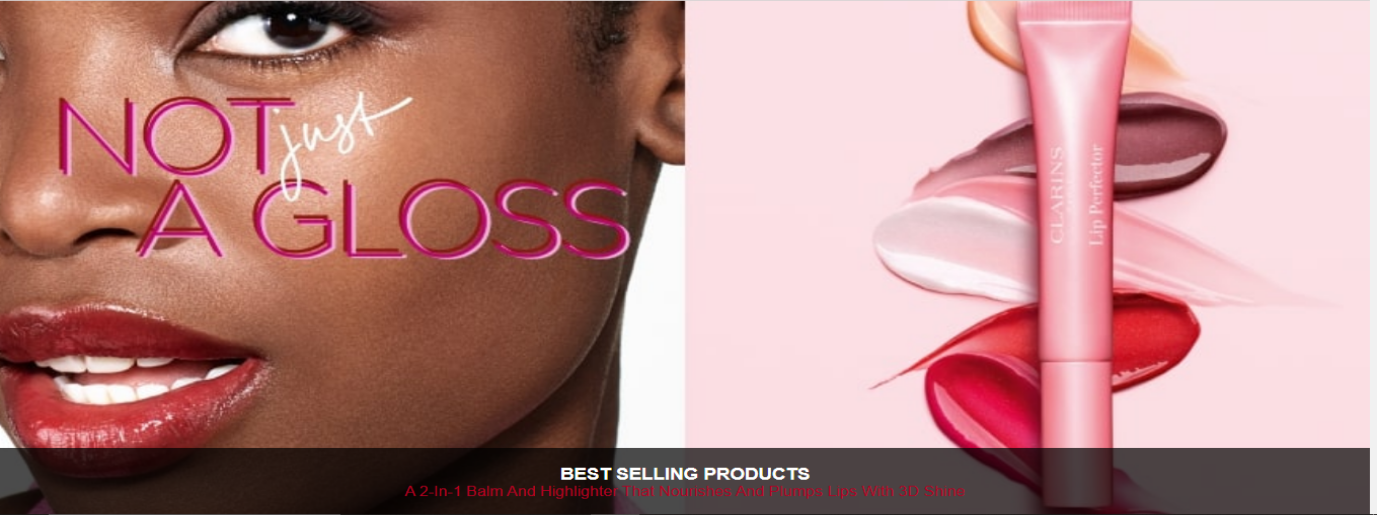 NOT just
A GLOSS
CLARINS
Lip Perfector
BEST SELLING PRODUCTS
A 2-In-1 Balm And Highlighter That Nourishes And Plumps Lips With 3D Shine